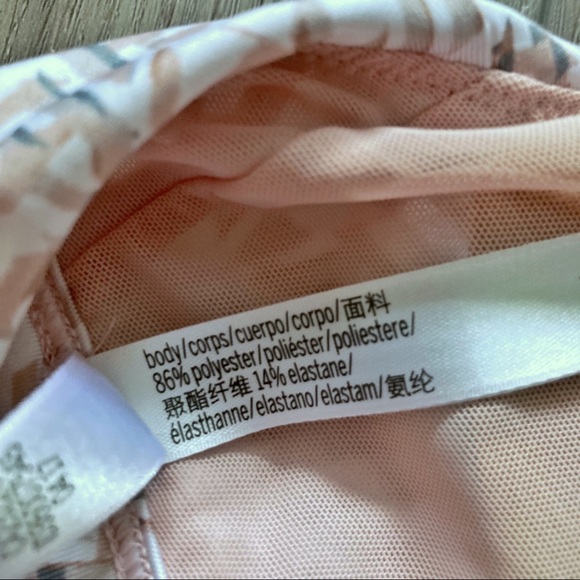 body/corps/cuerpo/corpo/面料
86% polyester/poliéster/poliestere/
聚酯纤维 14% elastane/
élasthanne/elastano/elastam/氨纶